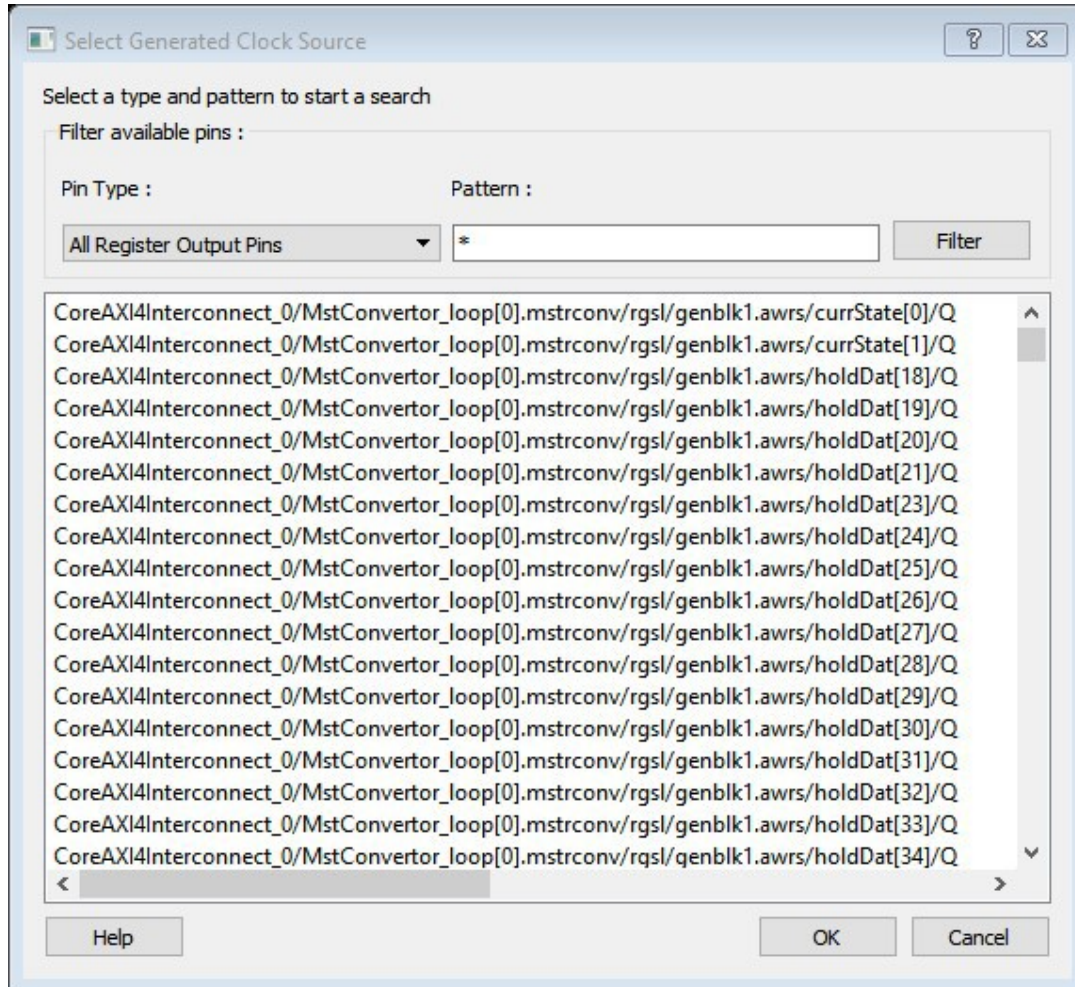 Select Generated Clock Source
Select a type and pattern to start a search
Filter available pins :
Pin Type :
Pattern :
All Register Output Pins
*
Filter
CoreAXI4Interconnect_0/MstConvertor_loop[0].mstrconv/rgsl/genblk1.awrs/currState[0]/Q
CoreAXI4Interconnect_0/MstConvertor_loop[0].mstrconv/rgsl/genblk1.awrs/currState[1]/Q
CoreAXI4Interconnect_0/MstConvertor_loop[0].mstrconv/rgsl/genblk1.awrs/holdDat[18]/Q
CoreAXI4Interconnect_0/MstConvertor_loop[0].mstrconv/rgsl/genblk1.awrs/holdDat[19]/Q
CoreAXI4Interconnect_0/MstConvertor_loop[0].mstrconv/rgsl/genblk1.awrs/holdDat[20]/Q
CoreAXI4Interconnect_0/MstConvertor_loop[0].mstrconv/rgsl/genblk1.awrs/holdDat[21]/Q
CoreAXI4Interconnect_0/MstConvertor_loop[0].mstrconv/rgsl/genblk1.awrs/holdDat[23]/Q
CoreAXI4Interconnect_0/MstConvertor_loop[0].mstrconv/rgsl/genblk1.awrs/holdDat[24]/Q
CoreAXI4Interconnect_0/MstConvertor_loop[0].mstrconv/rgsl/genblk1.awrs/holdDat[25]/Q
CoreAXI4Interconnect_0/MstConvertor_loop[0].mstrconv/rgsl/genblk1.awrs/holdDat[26]/Q
CoreAXI4Interconnect_0/MstConvertor_loop[0].mstrconv/rgsl/genblk1.awrs/holdDat[27]/Q
CoreAXI4Interconnect_0/MstConvertor_loop[0].mstrconv/rgsl/genblk1.awrs/holdDat[28]/Q
CoreAXI4Interconnect_0/MstConvertor_loop[0].mstrconv/rgsl/genblk1.awrs/holdDat[29]/Q
CoreAXI4Interconnect_0/MstConvertor_loop[0].mstrconv/rgsl/genblk1.awrs/holdDat[30]/Q
CoreAXI4Interconnect_0/MstConvertor_loop[0].mstrconv/rgsl/genblk1.awrs/holdDat[31]/Q
CoreAXI4Interconnect_0/MstConvertor_loop[0].mstrconv/rgsl/genblk1.awrs/holdDat[32]/Q
CoreAXI4Interconnect_0/MstConvertor_loop[0].mstrconv/rgsl/genblk1.awrs/holdDat[33]/Q
CoreAXI4Interconnect_0/MstConvertor_loop[0].mstrconv/rgsl/genblk1.awrs/holdDat[34]/Q
Help
OK
Cancel